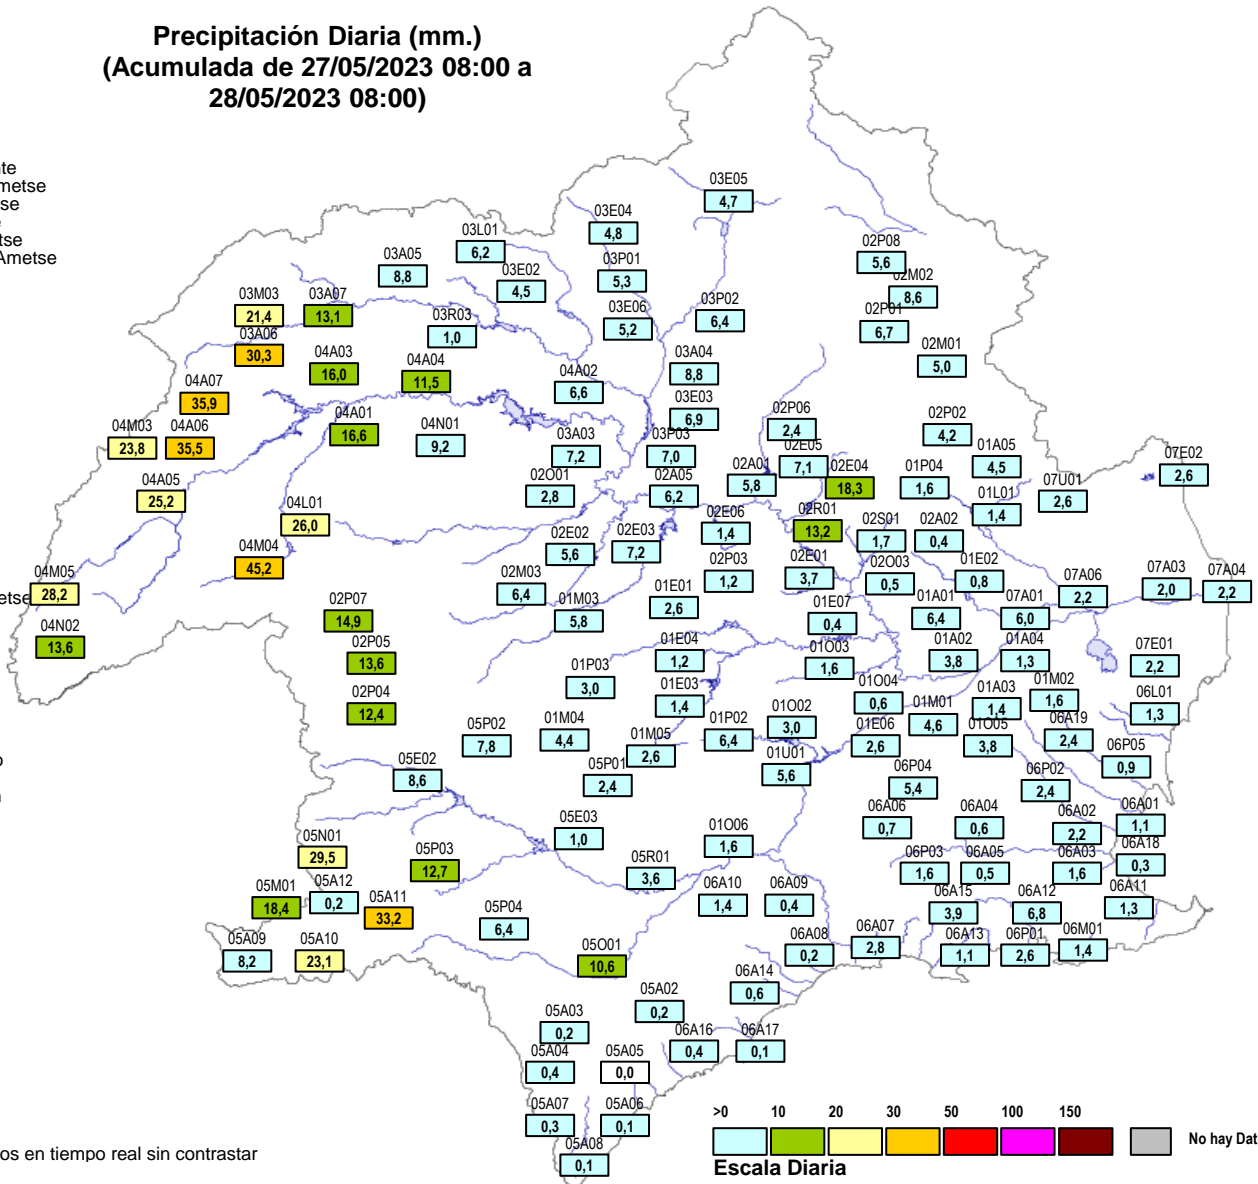 Precipitación Diaria (mm.)
(Acumulada de 27/05/2023 08:00 a
28/05/2023 08:00)
nte
metse
se
e
tse
Ametse
etse
o
n
03E05
4,7
03E04
4,8
03L01
6,2
03A05
8,8
03E02
4,5
03P01
5,3
02P08
5,6
02M02
8,6
03M03
21,4
03A07
13,1
03E06
5,2
03P02
6,4
02P01
6,7
03R03
1,0
03A06
30,3
02M01
5,0
04A03
16,0
04A04
11,5
03A04
8,8
04A02
6,6
04A07
35,9
03E03
6,9
04M03
23,8
04A06
35,5
04A01
16,6
04N01
9,2
02P06
2,4
02P02
4,2
03A03
7,2
03P03
7,0
02E05
7,1
01A05
4,5
07E02
2,6
02O01
2,8
02A05
6,2
02A01
5,8
02E04
18,3
01P04
1,6
07U01
2,6
04A05
25,2
01L01
1,4
04L01
26,0
02E06
1,4
02R01
13,2
02S01
1,7
02A02
0,4
02E02
5,6
02E03
7,2
04M04
45,2
02P03
1,2
02E01
3,7
02O03
0,5
01E02
0,8
04M05
28,2
02M03
6,4
01E01
2,6
07A06
2,2
07A03
2,0
07A04
2,2
02P07
14,9
01M03
5,8
01E07
0,4
01A01
6,4
07A01
6,0
04N02
13,6
02P05
13,6
01E04
1,2
01O03
1,6
01A02
3,8
01A04
1,3
07E01
2,2
01P03
3,0
01E03
1,4
01O04
0,6
01A03
1,4
01M02
1,6
06L01
1,3
02P04
12,4
05P02
7,8
01M04
4,4
01M05
2,6
01P02
6,4
01O02
3,0
01E06
2,6
01M01
4,6
01O05
3,8
06A19
2,4
06P05
0,9
05E02
8,6
05P01
2,4
01U01
5,6
06P04
5,4
06P02
2,4
05E03
1,0
01O06
1,6
06A06
0,7
06A04
0,6
06A02
2,2
06A01
1,1
05N01
29,5
05P03
12,7
05R01
3,6
06P03
1,6
06A05
0,5
06A03
1,6
06A18
0,3
05M01
18,4
05A12
0,2
05A11
33,2
06A10
1,4
06A09
0,4
06A15
3,9
06A12
6,8
06A11
1,3
05P04
6,4
05A09
8,2
05A10
23,1
05O01
10,6
06A08
0,2
06A07
2,8
06A13
1,1
06P01
2,6
06M01
1,4
06A14
0,6
05A02
0,2
05A03
0,2
06A16
0,4
06A17
0,1
05A04
0,4
05A05
0,0
05A07
0,3
05A06
0,1
05A08
0,1
>0 10 20 30 50 100 150
No hay Dat
Escala Diaria
os en tiempo real sin contrastar